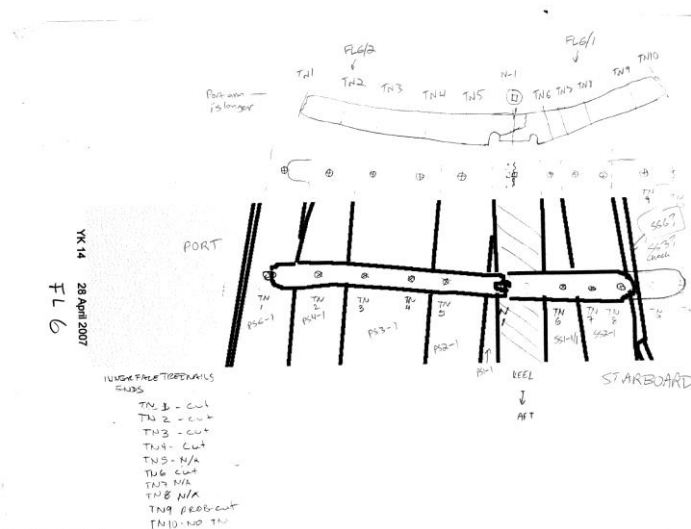 FLG/2
FLG/1
TN1
TN2
TN3
TN4
TN5
N-1
TN6
TN7
TN9
TN10
Port arm
is longer
PORT
YK 14 28 April 2007
FL 6
TN 1
TN 2
TN 3
TN 4
TN 5
N 1
TN 6
TN 7
TN 8
TN 9
SS6?
SS3?
check
PS6-1
PS4-1
PS3-1
PS2-1
PS1-1
SS1-1
SS2-1
KEEL
AFT
STARBOARD
INNER FACE TREENAILS
ENDS
TN 1 - cut
TN 2 - cut
TN3 - cut
TN4 - cut
TN5 - N/A
TN6 cut
TN7 N/A
TN8 N/A
TN9 PROB. cut
TN10 - NO TN